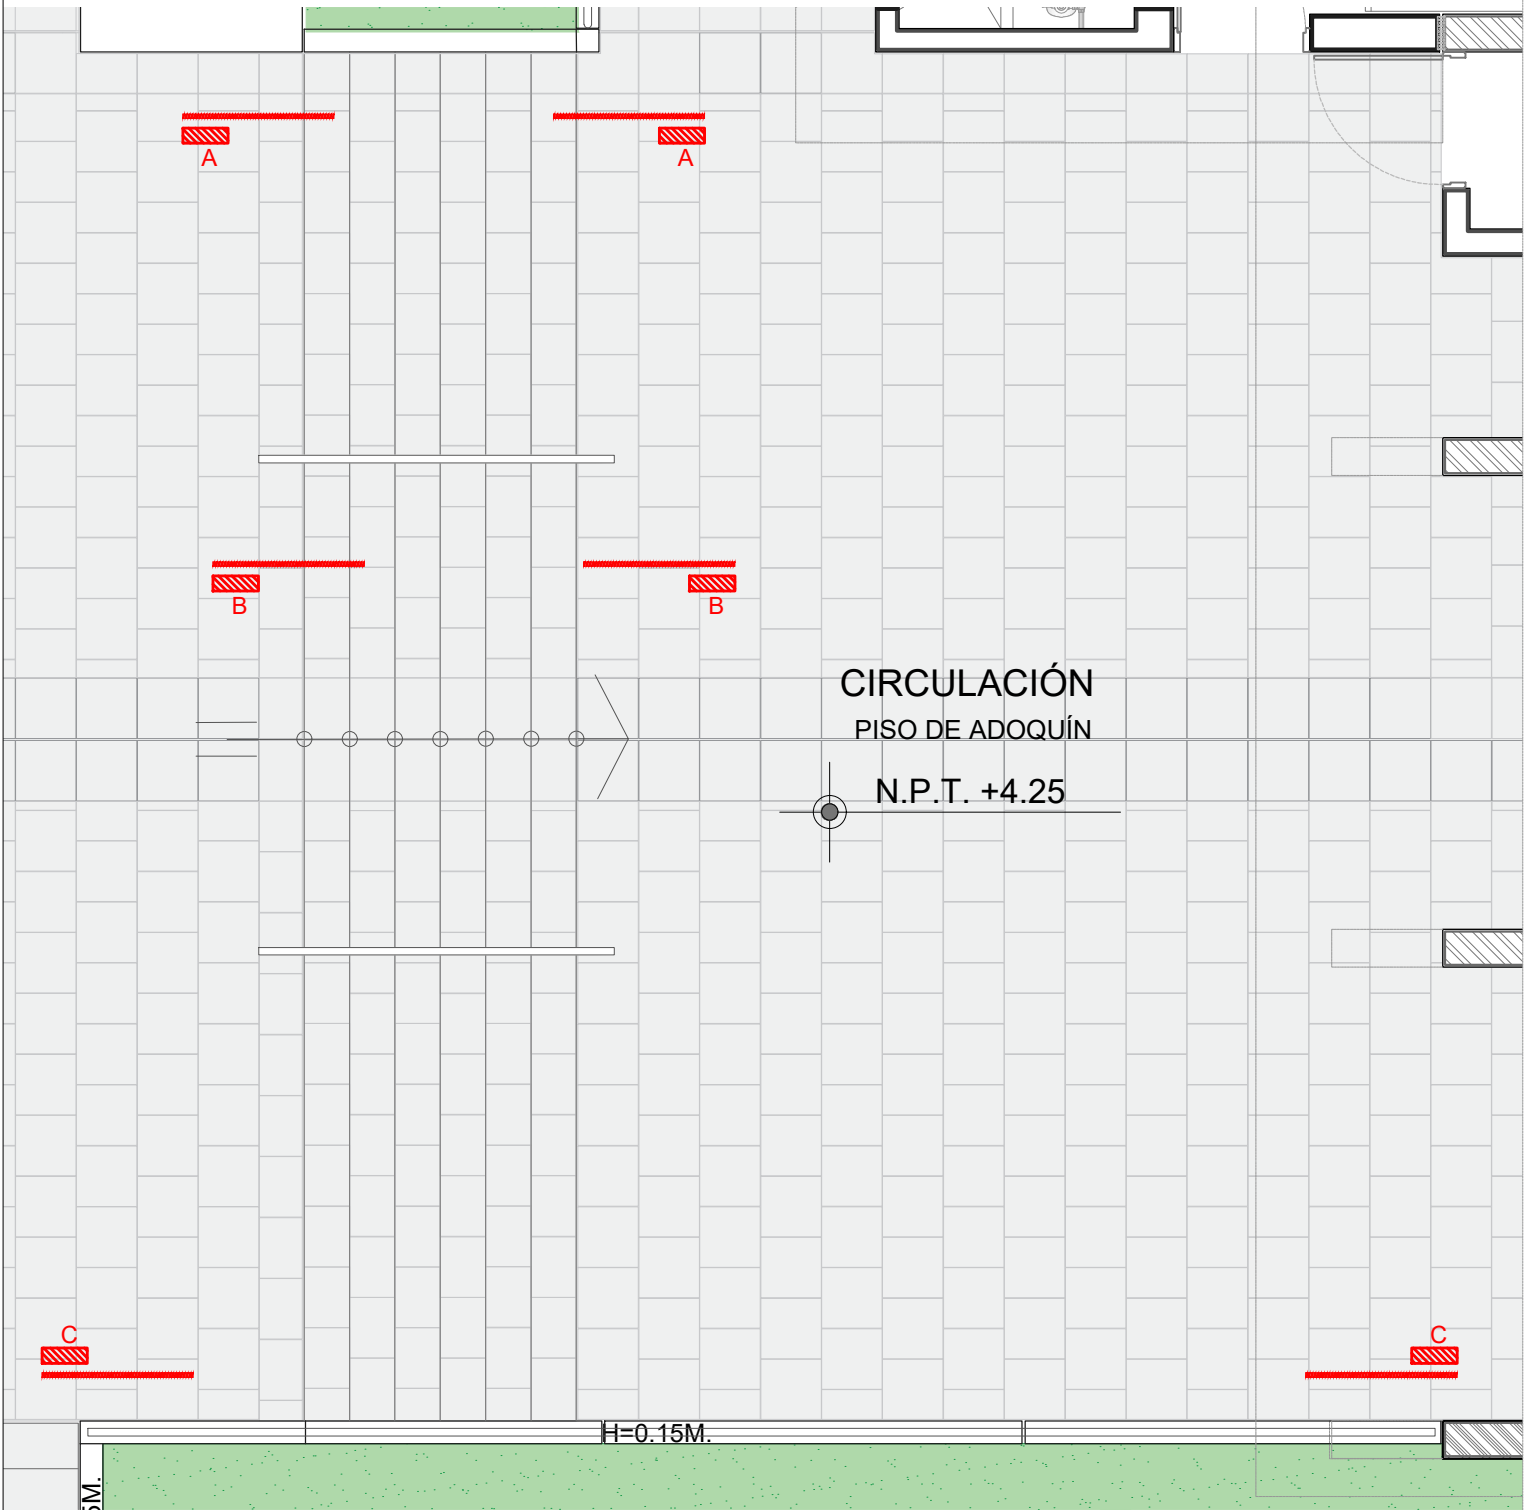 A
A
B
B
CIRCULACIÓN
PISO DE ADOQUÍN
N.P.T. +4.25
C
C
H=0.15M.